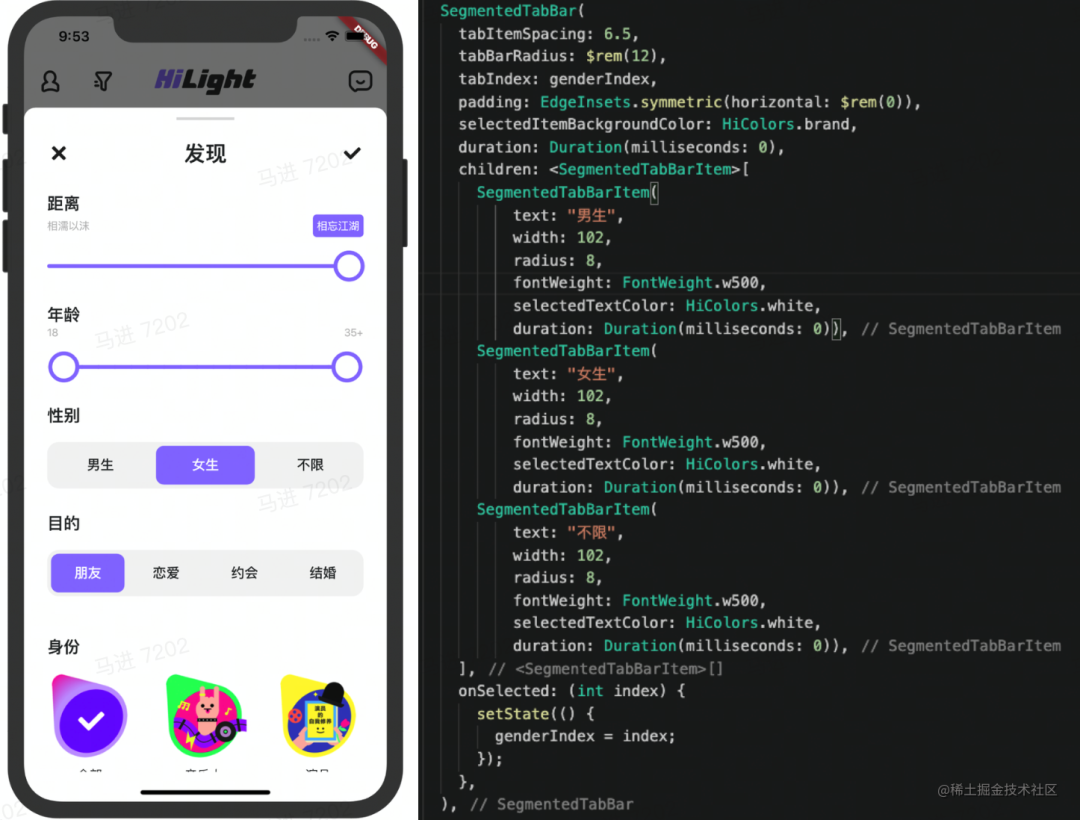 9:53
DEBUG
HiLight
发现
马进 7202
距离
相濡以沫
相忘江湖
年龄
马进 7202
18
35+
性别
男生
女生
不限
马进 7202
目的
朋友
恋爱
约会
结婚
身份
马进 7202
演员
的
自我修养
SegmentedTabBar(
tabItemSpacing: 6.5,
tabBarRadius: $rem(12),
tabIndex: genderIndex,
padding: EdgeInsets.symmetric(horizontal: $rem(0)),
selectedItemBackgroundColor: HiColors.brand,
duration: Duration(milliseconds: 0),
children: <SegmentedTabBarItem>[
SegmentedTabBarItem(
text: "男生",
width: 102,
radius: 8,
fontWeight: FontWeight.w500,
selectedTextColor: HiColors.white,
duration: Duration(milliseconds: 0)), // SegmentedTabBarItem
SegmentedTabBarItem(
text: "女生",
width: 102,
radius: 8,
fontWeight: FontWeight.w500,
selectedTextColor: HiColors.white,
duration: Duration(milliseconds: 0)), // SegmentedTabBarItem
SegmentedTabBarItem(
text: "不限",
width: 102,
radius: 8,
fontWeight: FontWeight.w500,
selectedTextColor: HiColors.white,
duration: Duration(milliseconds: 0)), // SegmentedTabBarItem
], // <SegmentedTabBarItem>[]
onSelected: (int index) {
setState(() {
genderIndex = index;
});
},
), // SegmentedTabBar
@稀土掘金技术社区